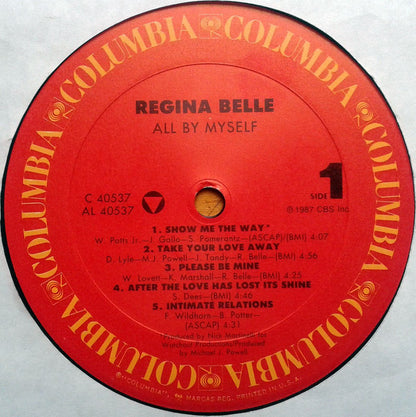 COLUMBIA COLUMBIA COLUMBIA COLUMBIA COLUMBIA COLUMBIA
REGINA BELLE
ALL BY MYSELF
C 40537
AL 40537
SIDE 1
℗1987 CBS Inc.
1. SHOW ME THE WAY*
W. Potts Jr.—J. Gallo—S. Pomerantz—(ASCAP)/(BMI) 4:07
2. TAKE YOUR LOVE AWAY
D. Lyle—M.J. Powell—J. Tandy—R. Belle—(BMI) 4:56
3. PLEASE BE MINE
W. Lovett—K. Marshall—R. Belle—(BMI) 4:25
4. AFTER THE LOVE HAS LOST ITS SHINE
S. Dees—(BMI) 4:46
5. INTIMATE RELATIONS
F. Wildhorn—B. Potter—
(ASCAP) 4:31
Produced by Nick Martinelli for
Watchout Productions/Produced
by Michael J. Powell
"COLUMBIA," MARCAS REG. PRINTED IN U.S.A.